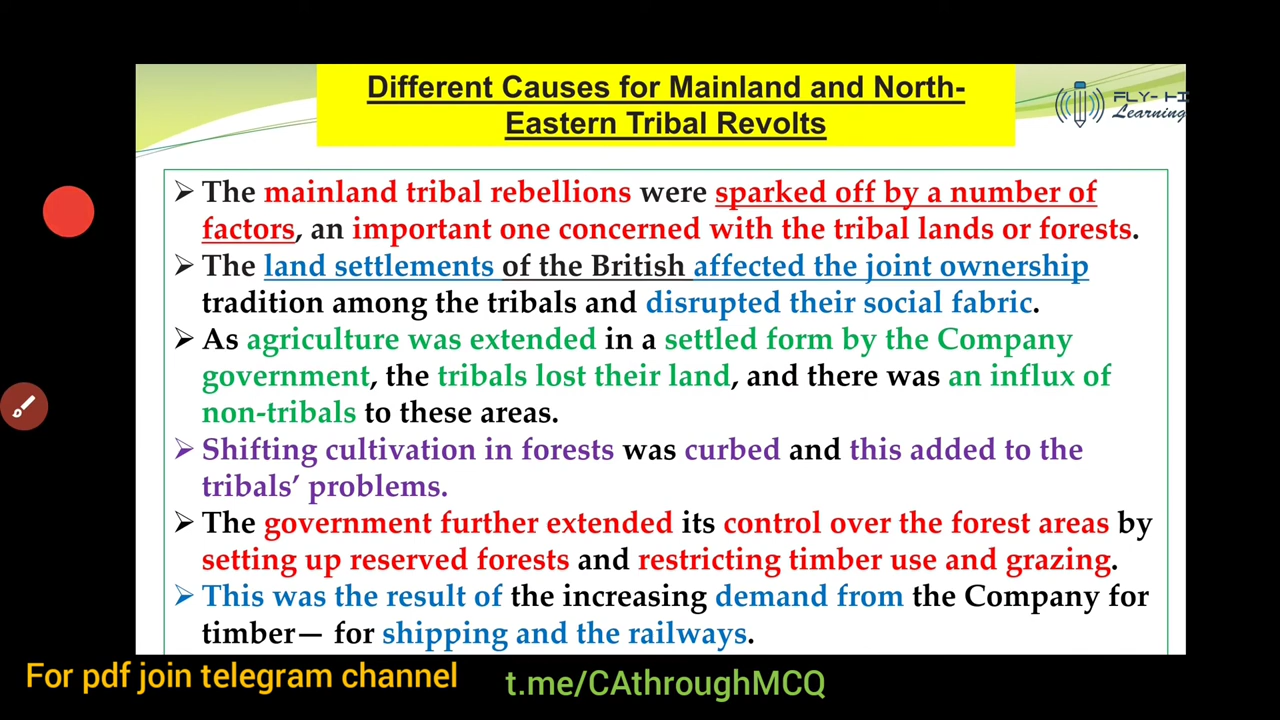 Different Causes for Mainland and North-
Eastern Tribal Revolts
FLY-HI
Learning
➢ The mainland tribal rebellions were sparked off by a number of
factors, an important one concerned with the tribal lands or forests.
➢ The land settlements of the British affected the joint ownership
tradition among the tribals and disrupted their social fabric.
➢ As agriculture was extended in a settled form by the Company
government, the tribals lost their land, and there was an influx of
non-tribals to these areas.
➢ Shifting cultivation in forests was curbed and this added to the
tribals’ problems.
➢ The government further extended its control over the forest areas by
setting up reserved forests and restricting timber use and grazing.
➢ This was the result of the increasing demand from the Company for
timber— for shipping and the railways.
For pdf join telegram channel
t.me/CAthroughMCQ